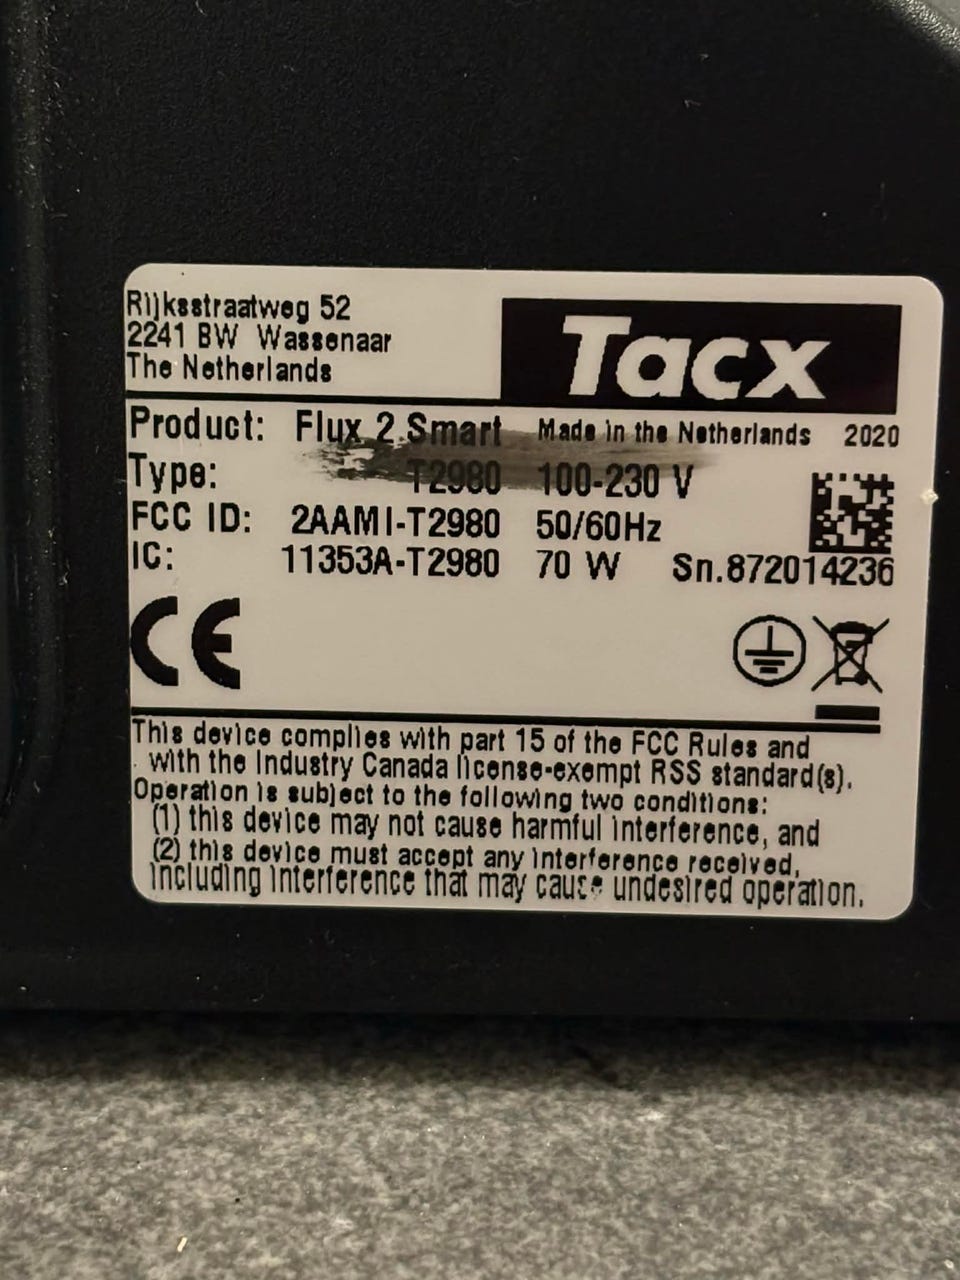 Rijksstraatweg 52
2241 BW Wassenaar
The Netherlands
Tacx
Product: Flux 2 Smart Made in the Netherlands 2020
Type: T2980 100-230 V
FCC ID: 2AAMI-T2980 50/60Hz
IC: 11353A-T2980 70 W Sn.872014236
CE
This device complies with part 15 of the FCC Rules and
with the Industry Canada license-exempt RSS standard(s).
Operation is subject to the following two conditions:
(1) this device may not cause harmful interference, and
(2) this device must accept any interference received,
including interference that may cause undesired operation.